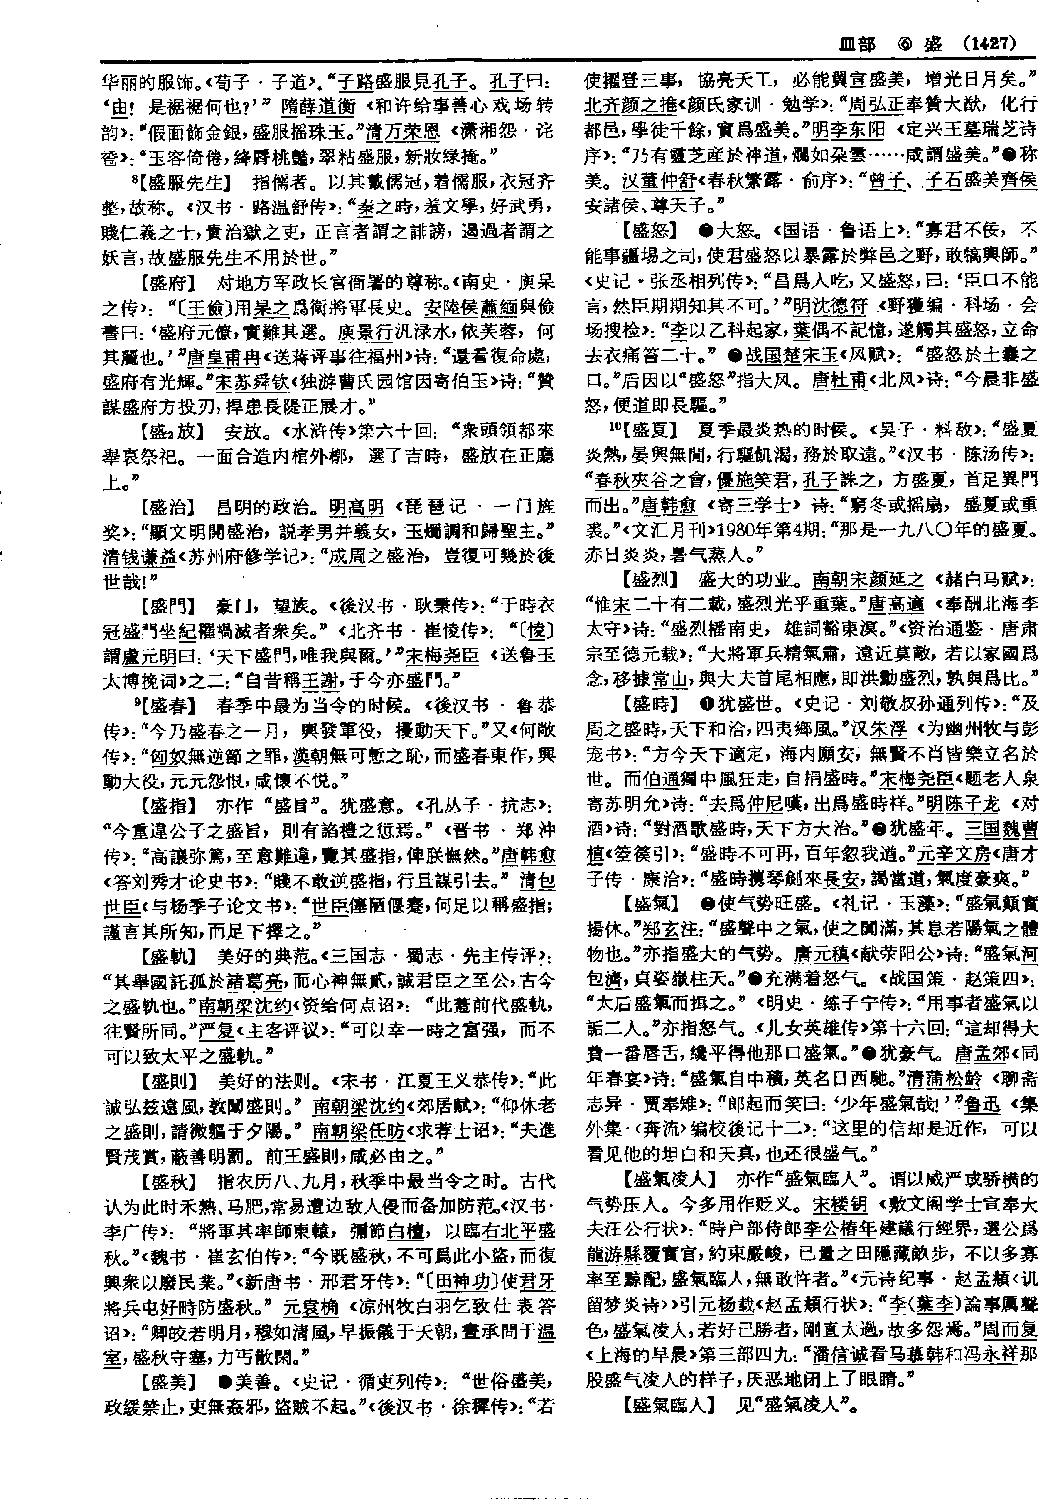 皿部 ⑥ 盛 (1427)
华丽的服饰。《荀子·子道》:“子路盛服見孔子。孔子曰:
‘由! 是裾裾何也?’” 隋薛道衡《和许给事善心戏场转
韵》:“假面飾金銀,盛服摇珠玉。”清万荣恩《潇湘怨·诧
:“玉容倚倦,絳脣桃豔,翠粘盛服,新妝緑掩。”
⁸【盛服先生】 指儒者。以其戴儒冠,着儒服,衣冠齐
整,故称。《汉书·路温舒传》:“秦之時,羞文學,好武勇,
賤仁義之士,貴治獄之吏,正言者謂之誹謗,遏過者謂之
妖言,故盛服先生不用於世。”
【盛府】 对地方军政长官衙署的尊称。《南史·庾杲
之传》:“〔王儉〕用杲之爲衛將軍長史。安陸侯蕭緬與儉
書曰:‘盛府元僚,實難其選。庾景行汎渌水,依芙蓉,何
其麗也。’”唐皇甫冉《送蒋评事往福州》诗:“還看復命處,
盛府有光輝。”宋苏舜钦《独游曹氏园馆因寄伯玉》诗:“贊
謀盛府方投刃,捍患長隄正展才。”
【盛₂放】 安放。《水浒传》第六十回:“衆頭領都來
舉哀祭祀。一面合造内棺外槨,選了吉時,盛放在正廳
上。”
【盛治】 昌明的政治。明高明《琵琶记·一门旌
奖》:“顯文明開盛治,説孝男并義女,玉燭調和歸聖主。”
清钱谦益《苏州府修学记》:“成周之盛治,豈復可幾於後
世哉!”
【盛門】 豪门,望族。《後汉书·耿秉传》:“于時衣
冠盛門坐紀罹禍滅者衆矣。”《北齐书·崔㥄传》:“〔㥄〕
謂盧元明曰:‘天下盛門,唯我與爾。’”宋梅尧臣《送鲁玉
太博挽词》之二:“自昔稱王謝,于今亦盛門。”
⁹【盛春】 春季中最为当令的时候。《後汉书·鲁恭
传》:“今乃盛春之一月,興發軍役,擾動天下。”又《何敞
传》:“匈奴無逆節之罪,漢朝無可慙之恥,而盛春東作,興
動大役,元元怨恨,咸懷不悦。”
【盛指】 亦作“盛旨”。犹盛意。《孔丛子·抗志》:
“今重違公子之盛旨,則有諂禮之愆焉。”《晋书·郑冲
传》:“高讓弥篤,至意難違,覽其盛指,俾朕憮然。”唐韩愈
《答刘秀才论史书》:“賤不敢逆盛指,行且謀引去。”清包
世臣《与杨季子论文书》:“世臣僿陋偃蹇,何足以稱盛指;
謹言其所知,而足下擇之。”
【盛軌】 美好的典范。《三国志·蜀志·先主传评》:
“其舉國託孤於諸葛亮,而心神無貳,誠君臣之至公,古今
之盛軌也。”南朝梁沈约《资给何点诏》:“此蓋前代盛軌,
往賢所同。”严复《主客评议》:“可以幸一時之富强,而不
可以致太平之盛軌。”
【盛則】 美好的法则。《宋书·江夏王义恭传》:“此
誠弘兹遠風,敦闡盛則。”南朝梁沈约《郊居赋》:“仰休老
之盛則,請微軀于夕陽。”南朝梁任昉《求荐士诏》:“夫進
賢茂賞,蔽善明罰。前王盛則,咸必由之。”
【盛秋】 指农历八、九月,秋季中最当令之时。古代
认为此时禾熟、马肥,常易遭边敌人侵而备加防范。《汉书·
李广传》:“將軍其率師東轅,彌節白檀,以臨右北平盛
秋。”《魏书·崔玄伯传》:“今既盛秋,不可爲此小盜,而復
興衆以廢民業。”《新唐书·邢君牙传》:“〔田神功〕使君牙
將兵屯好畤防盛秋。”元袁桷《凉州牧白羽乞致仕表答
诏》:“卿皎若明月,穆如清風,早振儀于天朝,晝承問于温
室,盛秋守塞,力丐散閑。”
【盛美】 ❶美善。《史记·循吏列传》:“世俗盛美,
政缓禁止,吏無姦邪,盜賊不起。”《後汉书·徐穉传》:“若
使擢登三事,協亮天工,必能翼宣盛美,增光日月矣。”
北齐颜之推《颜氏家训·勉学》:“周弘正奉贊大猷,化行
都邑,學徒千餘,實爲盛美。”明李东阳《定兴王墓瑞芝诗
序》:“乃有靈芝産於神道,爛如朵雲……咸謂盛美。”❷称
美。汉董仲舒《春秋繁露·俞序》:“曾子、子石盛美齊侯
安諸侯、尊天子。”
【盛怒】 ❶大怒。《国语·鲁语上》:“寡君不佞,不
能事疆埸之司,使君盛怒以暴露於弊邑之野,敢犒輿師。”
《史记·张丞相列传》:“昌爲人吃,又盛怒,曰:‘臣口不能
言,然臣期期知其不可。’”明沈德符《野獲编·科场·会
场搜检》:“李以乙科起家,葉偶不記憶,遂觸其盛怒,立命
去衣痛笞二十。”❷战国楚宋玉《风赋》:“盛怒於土囊之
口。”后因以“盛怒”指大风。唐杜甫《北风》诗:“今晨非盛
怒,便道即長驅。”
¹⁰【盛夏】 夏季最炎热的时候。《吴子·料敌》:“盛夏
炎熱,晏興無間,行驅飢渴,務於取遠。”《汉书·陈汤传》:
“春秋夾谷之會,優施笑君,孔子誅之,方盛夏,首足異門
而出。”唐韩愈《寄三学士》诗:“窮冬或摇扇,盛夏或重
裘。”《文汇月刊》1980年第4期:“那是一九八〇年的盛夏。
赤日炎炎,暑气蒸人。”
【盛烈】 盛大的功业。南朝宋颜延之《赭白马赋》:
“惟宋二十有二載,盛烈光乎重葉。”唐高適《奉酬北海李
太守》诗:“盛烈播南史,雄詞豁東溟。”《资治通鉴·唐肃
宗至德元载》:“大將軍兵精氣肅,遠近莫敵,若以家國爲
念,移據常山,與大夫首尾相應,即洪勳盛烈,孰與爲比。”
【盛時】 ❶犹盛世。《史记·刘敬叔孙通列传》:“及
周之盛時,天下和洽,四夷鄉風。”汉朱浮《为幽州牧与彭
宠书》:“方今天下適定,海内願安,無賢不肖皆樂立名於
世。而伯通獨中風狂走,自捐盛時。”宋梅尧臣《题老人泉
寄苏明允》诗:“去爲仲尼嘆,出爲盛時祥。”明陈子龙《对
酒》诗:“對酒歌盛時,天下方大治。”❷犹盛年。三国魏曹
植《箜篌引》:“盛時不可再,百年忽我遒。”元辛文房《唐才
子传·廉洽》:“盛時攜琴劍來長安,謁當道,氣度豪爽。”
【盛氣】 ❶使气势旺盛。《礼记·玉藻》:“盛氣顛實
揚休。”郑玄注:“盛聲中之氣,使之闐滿,其息若陽氣之體
物也。”亦指盛大的气势。唐元稹《献荥阳公》诗:“盛氣河
包濟,貞姿嶽柱天。”❷充满着怒气。《战国策·赵策四》:
“太后盛氣而揖之。”《明史·练子宁传》:“用事者盛氣以
詬二人。”亦指怒气。《儿女英雄传》第十六回:“這却得大
費一番唇舌,纔平得他那口盛氣。”❸犹豪气。唐孟郊《同
年春宴》诗:“盛氣自中積,英名日西馳。”清蒲松龄《聊斋
志异·贾奉雉》:“郎起而笑曰:‘少年盛氣哉!’”鲁迅《集
外集·〈奔流〉编校後记十二》:“这里的信却是近作,可以
看见他的坦白和天真,也还很盛气。”
【盛氣凌人】 亦作“盛氣臨人”。谓以威严或骄横的
气势压人。今多用作贬义。宋楼钥《敷文阁学士宣奉大
夫汪公行状》:“時户部侍郎李公椿年建議行經界,選公爲
龍游縣覆實官,約束嚴峻,已量之田隱藏畝步,不以多寡
率至黥配,盛氣臨人,無敢忤者。”《元诗纪事·赵孟頫〈讥
留梦炎诗〉》引元杨载《赵孟頫行状》:“李(葉李)論事厲聲
色,盛氣凌人,若好己勝者,剛直太過,故多怨焉。”周而复
《上海的早晨》第三部四九:“潘信诚看马慕韩和冯永祥那
股盛气凌人的样子,厌恶地闭上了眼睛。”
【盛氣臨人】 见“盛氣凌人”。